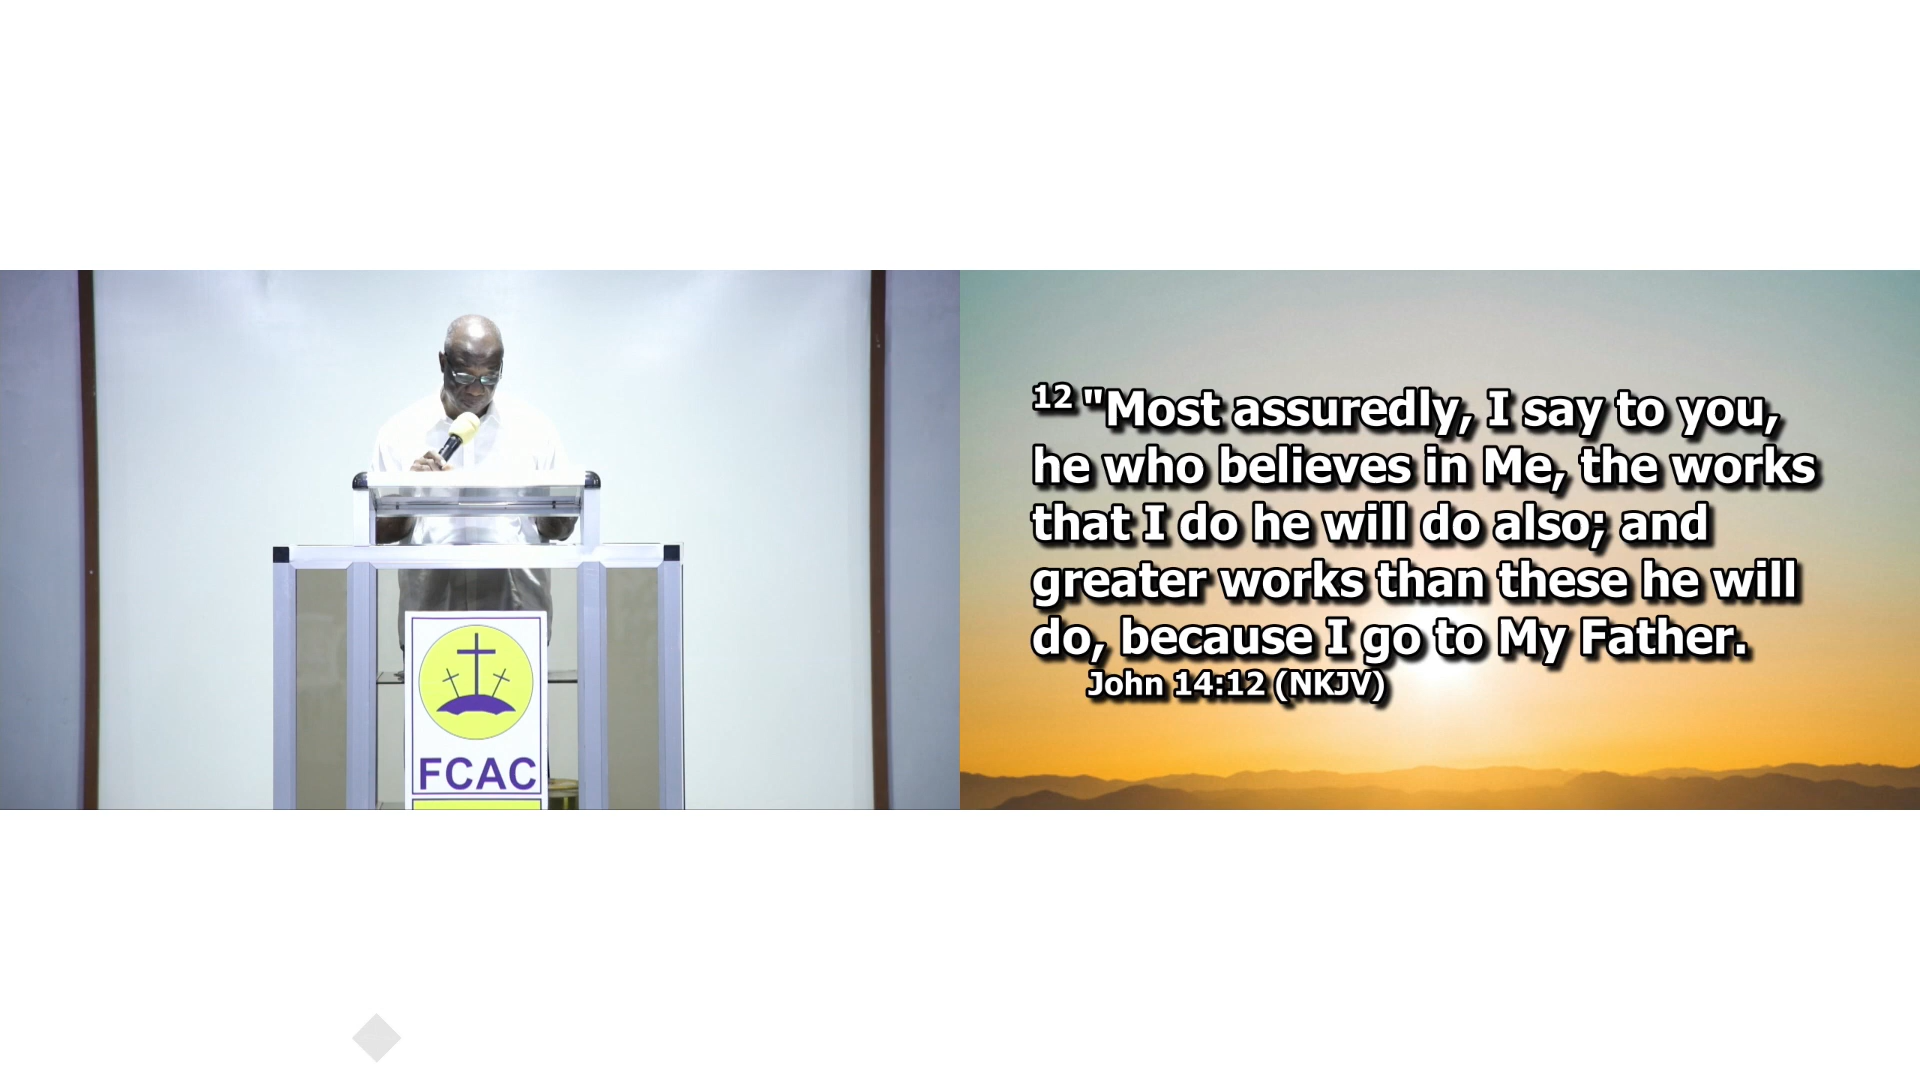 FCAC
12 "Most assuredly, I say to you,
he who believes in Me, the works
that I do he will do also; and
greater works than these he will
do, because I go to My Father.
John 14:12 (NKJV)